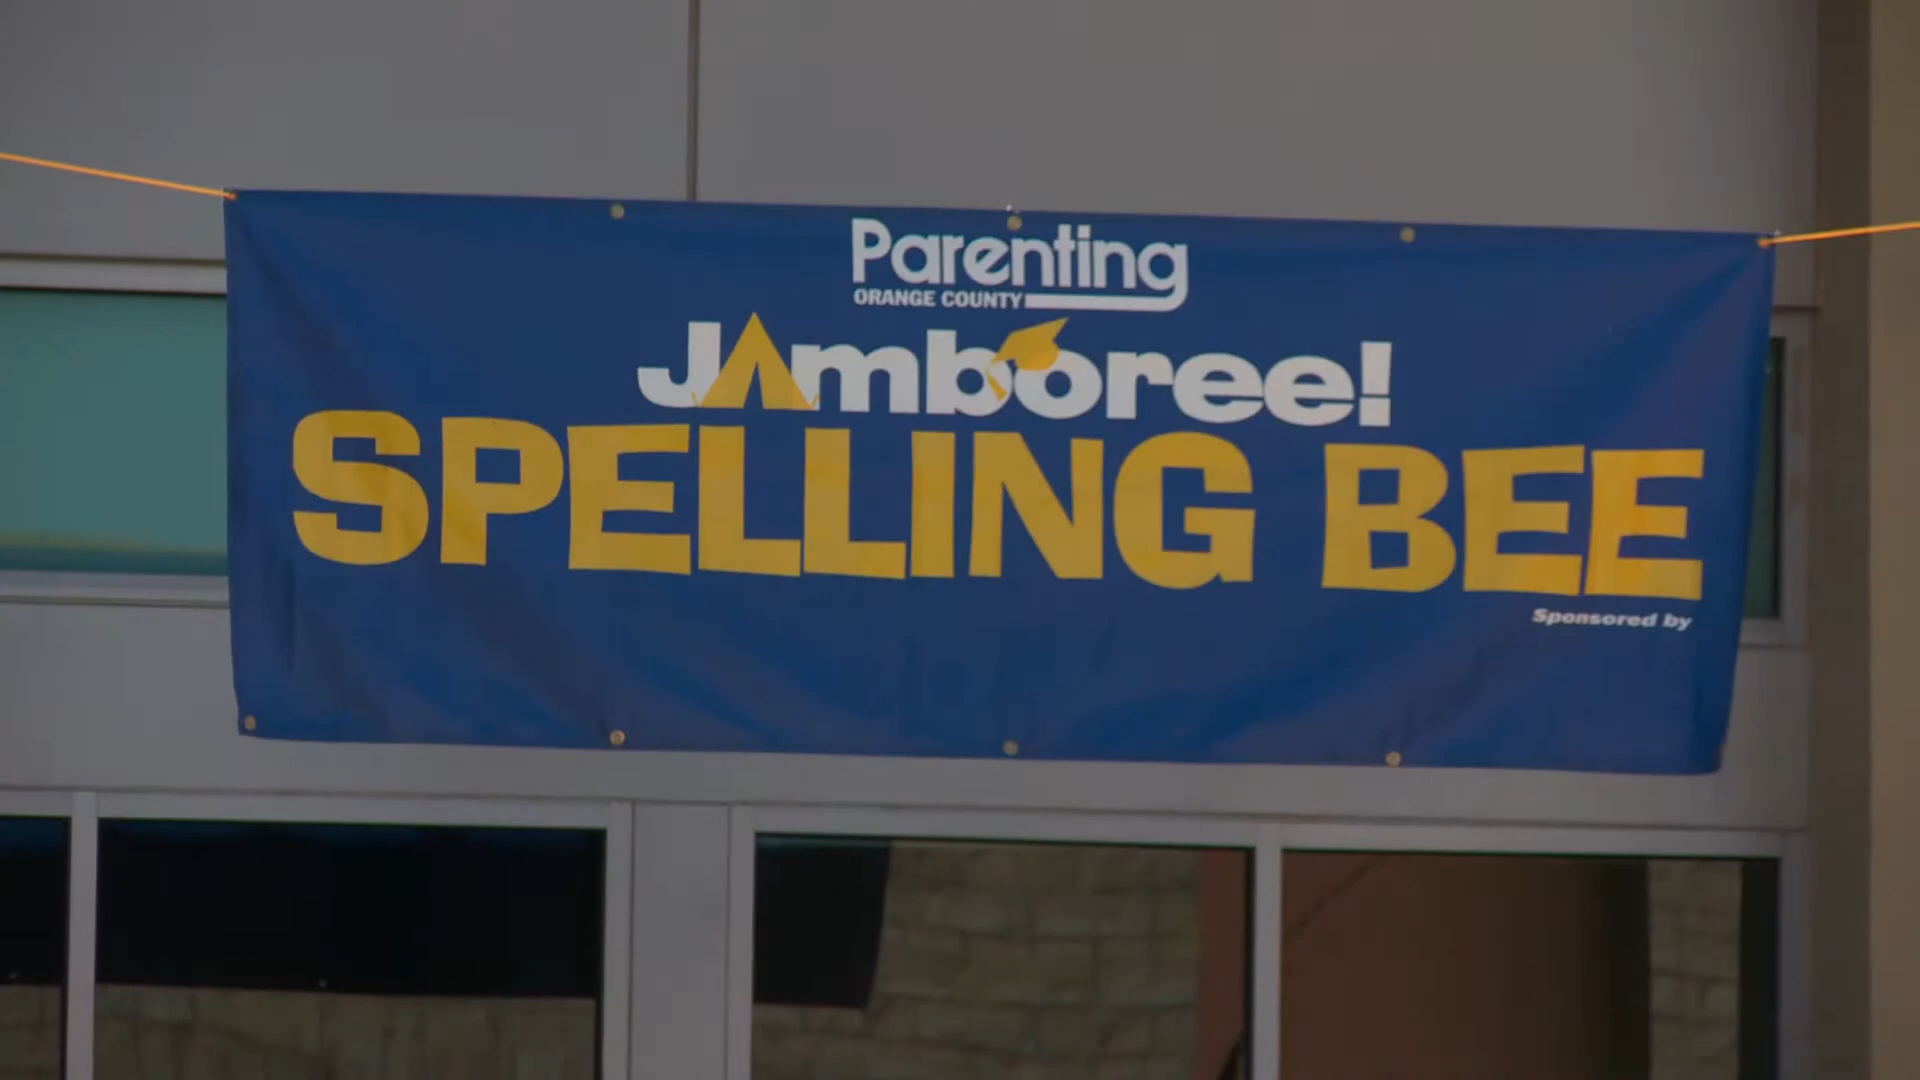 Parenting
ORANGE COUNTY
Jamboree!
SPELLING BEE
Sponsored by